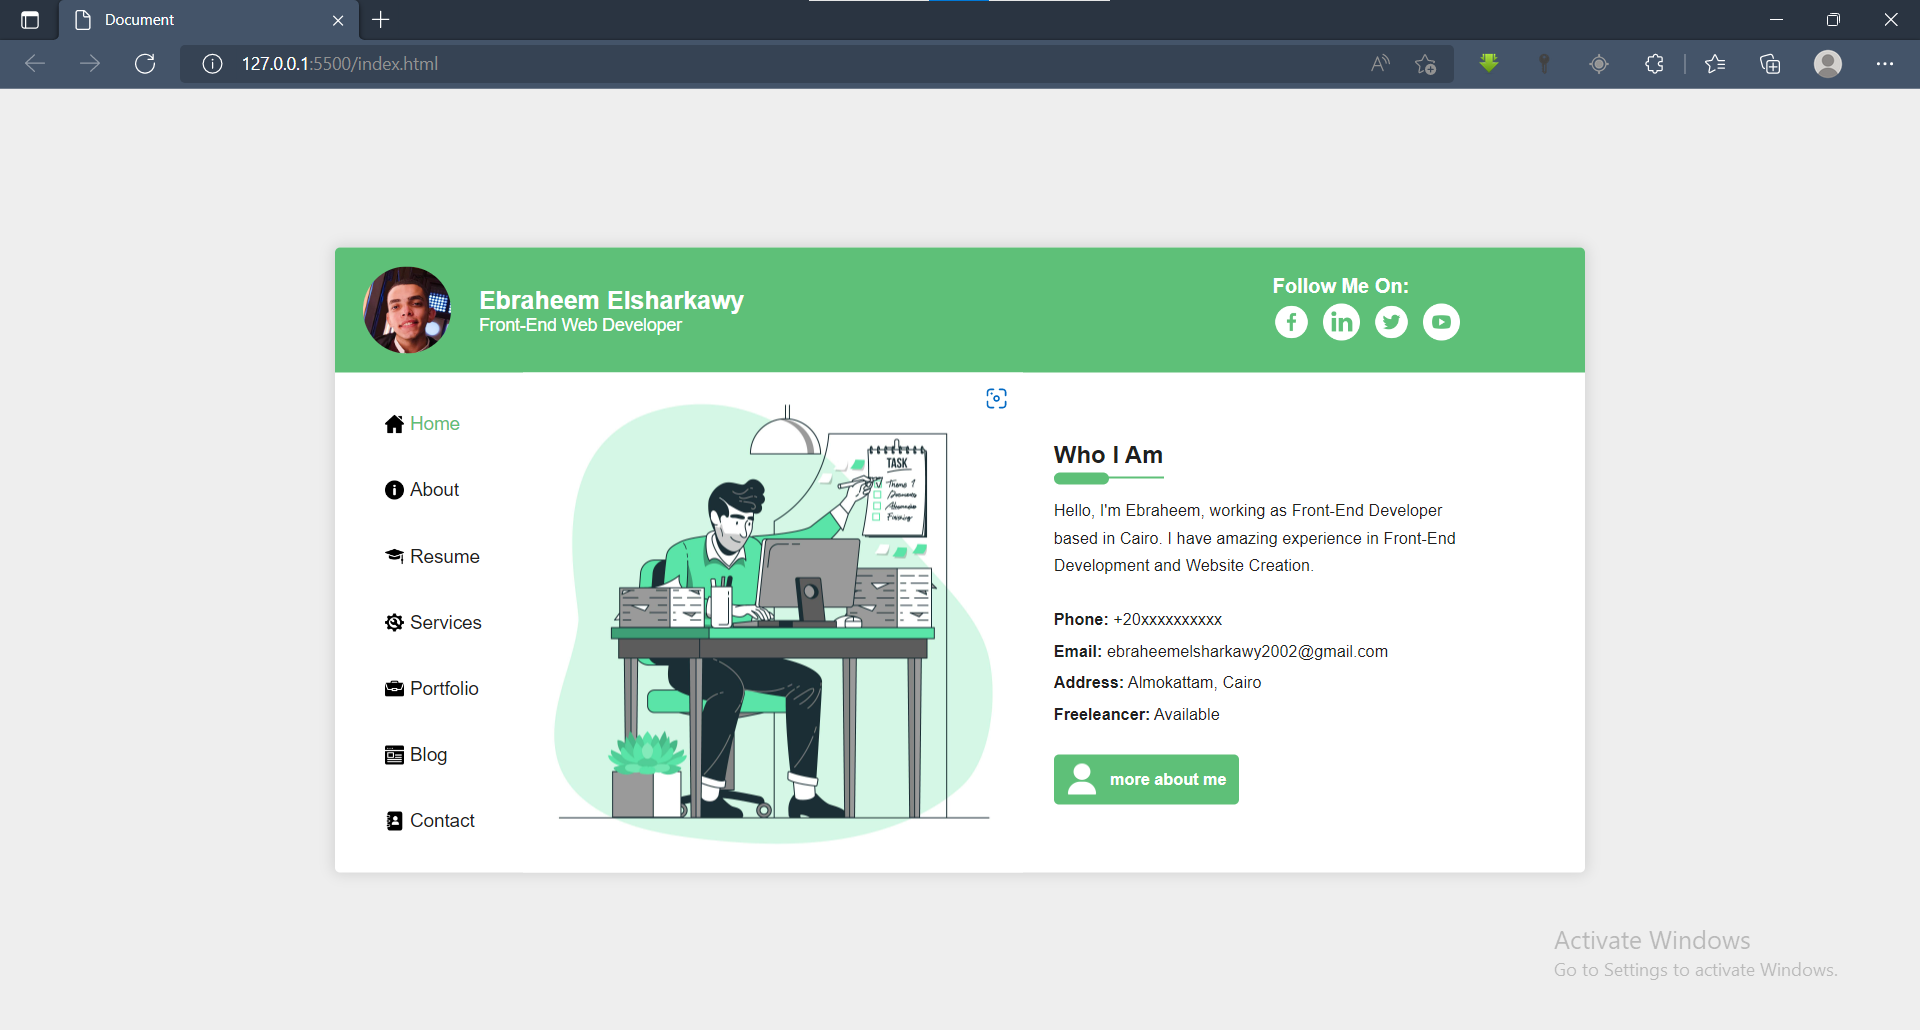 Document
127.0.0.1:5500/index.html
Ebraheem Elsharkawy
Front-End Web Developer
Follow Me On:
Home
About
Resume
Services
Portfolio
Blog
Contact
TASK
Who I Am
Hello, I'm Ebraheem, working as Front-End Developer
based in Cairo. I have amazing experience in Front-End
Development and Website Creation.
Phone: +20xxxxxxxxxx
Email: ebraheemelsharkawy2002@gmail.com
Address: Almokattam, Cairo
Freeleancer: Available
more about me
Activate Windows
Go to Settings to activate Windows.